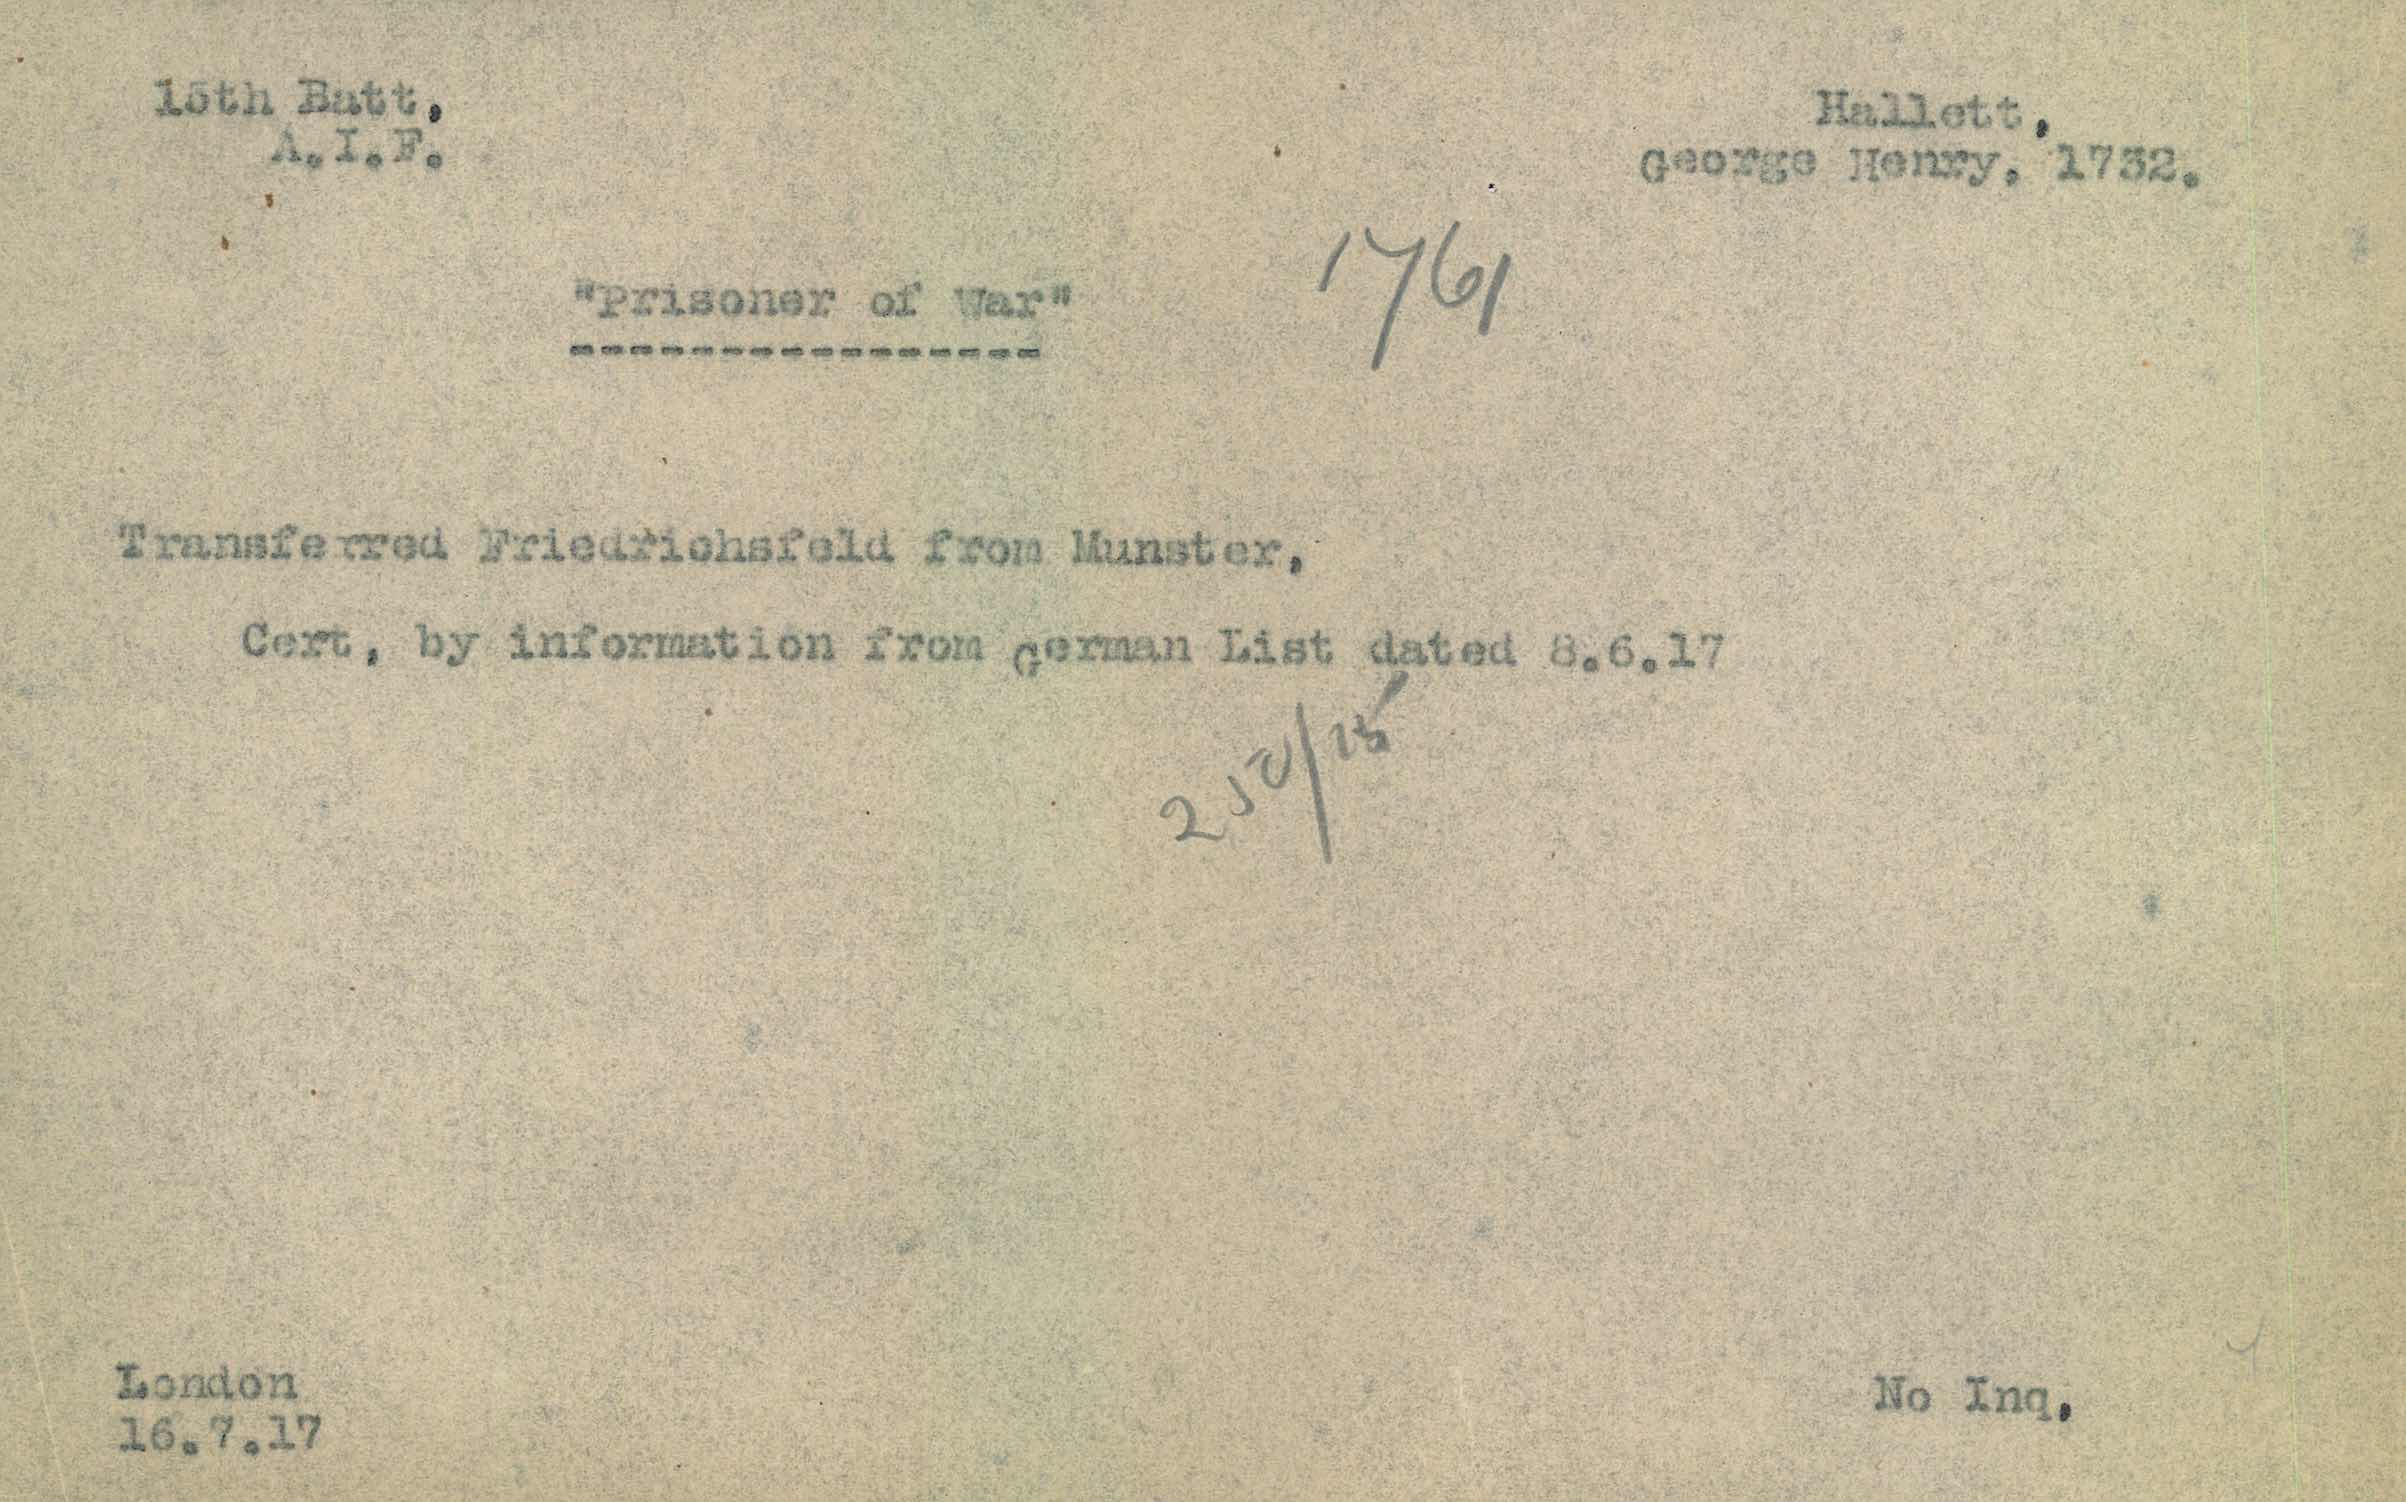 15th Batt,
A.I.F.
Hallett,
George Henry, 1732.
"Prisoner of War"
1761
Transferred Friedrichsfeld from Munster,
Cert, by information from German List dated 8.6.17
London
16.7.17
No Inq,